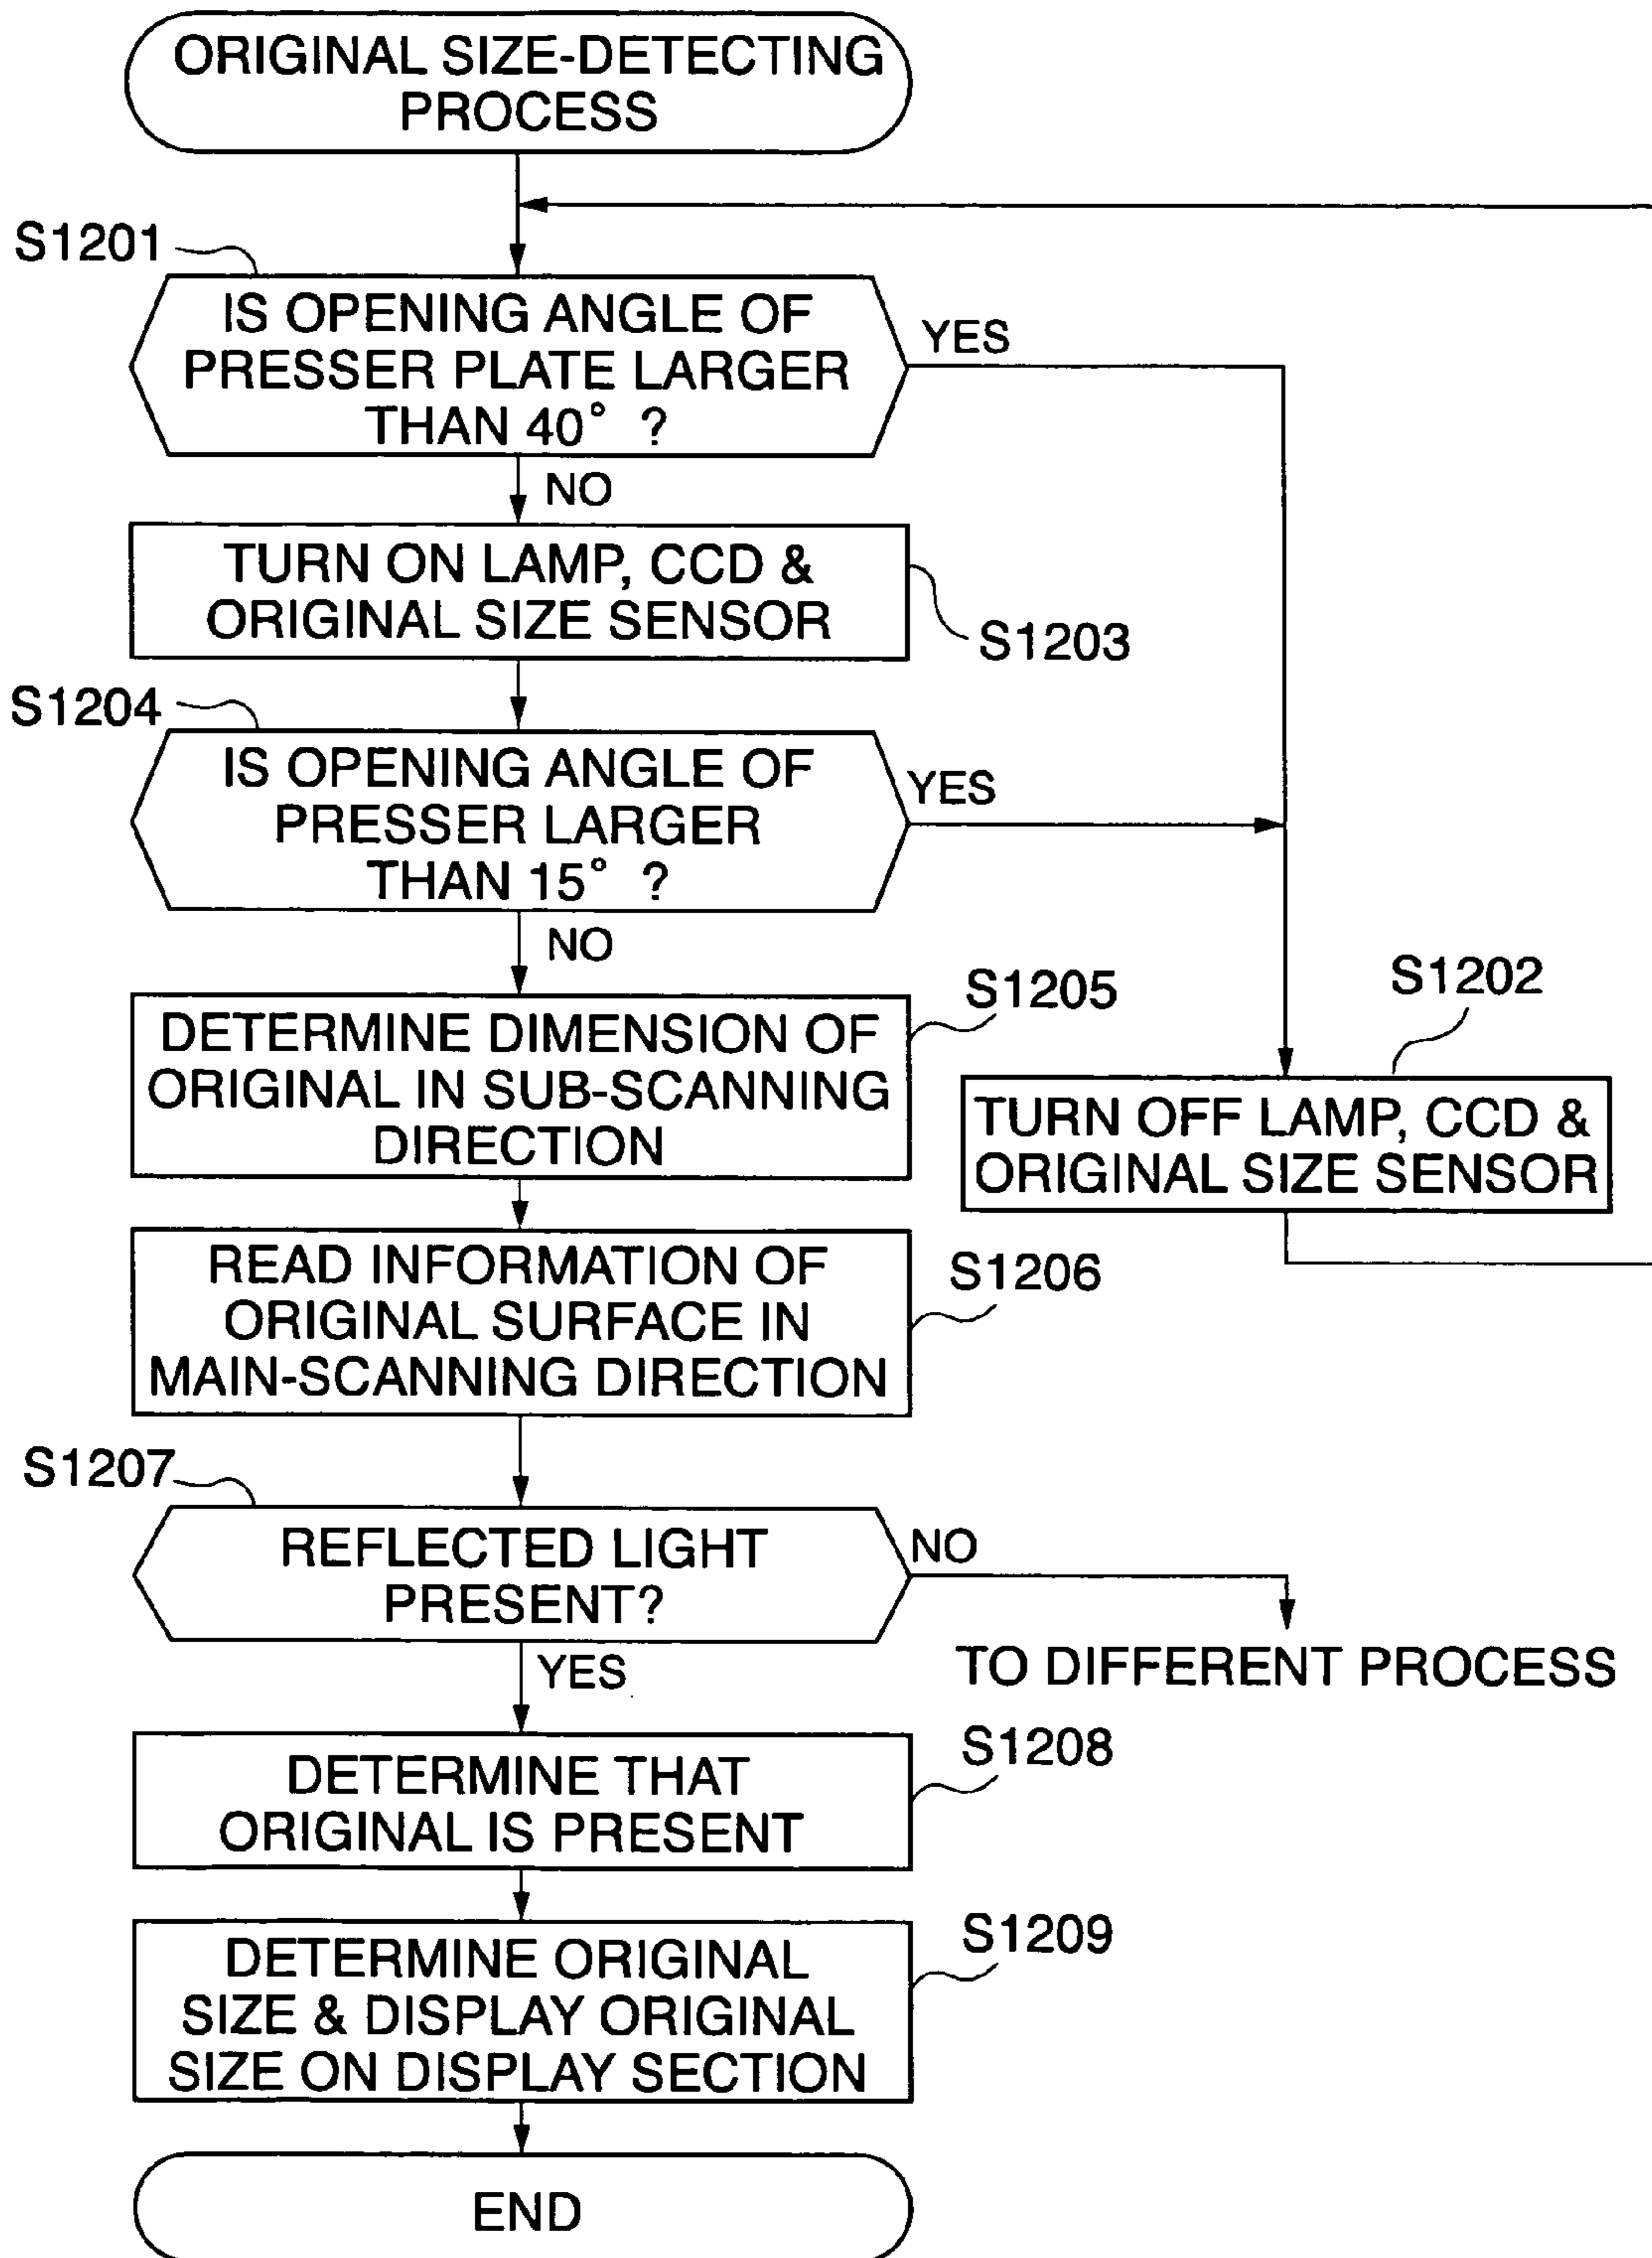 ORIGINAL SIZE-DETECTING
PROCESS
S1201
IS OPENING ANGLE OF
PRESSER PLATE LARGER
THAN 40° ?
YES
NO
TURN ON LAMP, CCD &
ORIGINAL SIZE SENSOR
S1203
S1204
IS OPENING ANGLE OF
PRESSER LARGER
THAN 15° ?
YES
NO
S1205
DETERMINE DIMENSION OF
ORIGINAL IN SUB-SCANNING
DIRECTION
S1202
TURN OFF LAMP, CCD &
ORIGINAL SIZE SENSOR
S1206
READ INFORMATION OF
ORIGINAL SURFACE IN
MAIN-SCANNING DIRECTION
S1207
REFLECTED LIGHT
PRESENT?
NO
TO DIFFERENT PROCESS
YES
S1208
DETERMINE THAT
ORIGINAL IS PRESENT
S1209
DETERMINE ORIGINAL
SIZE & DISPLAY ORIGINAL
SIZE ON DISPLAY SECTION
END